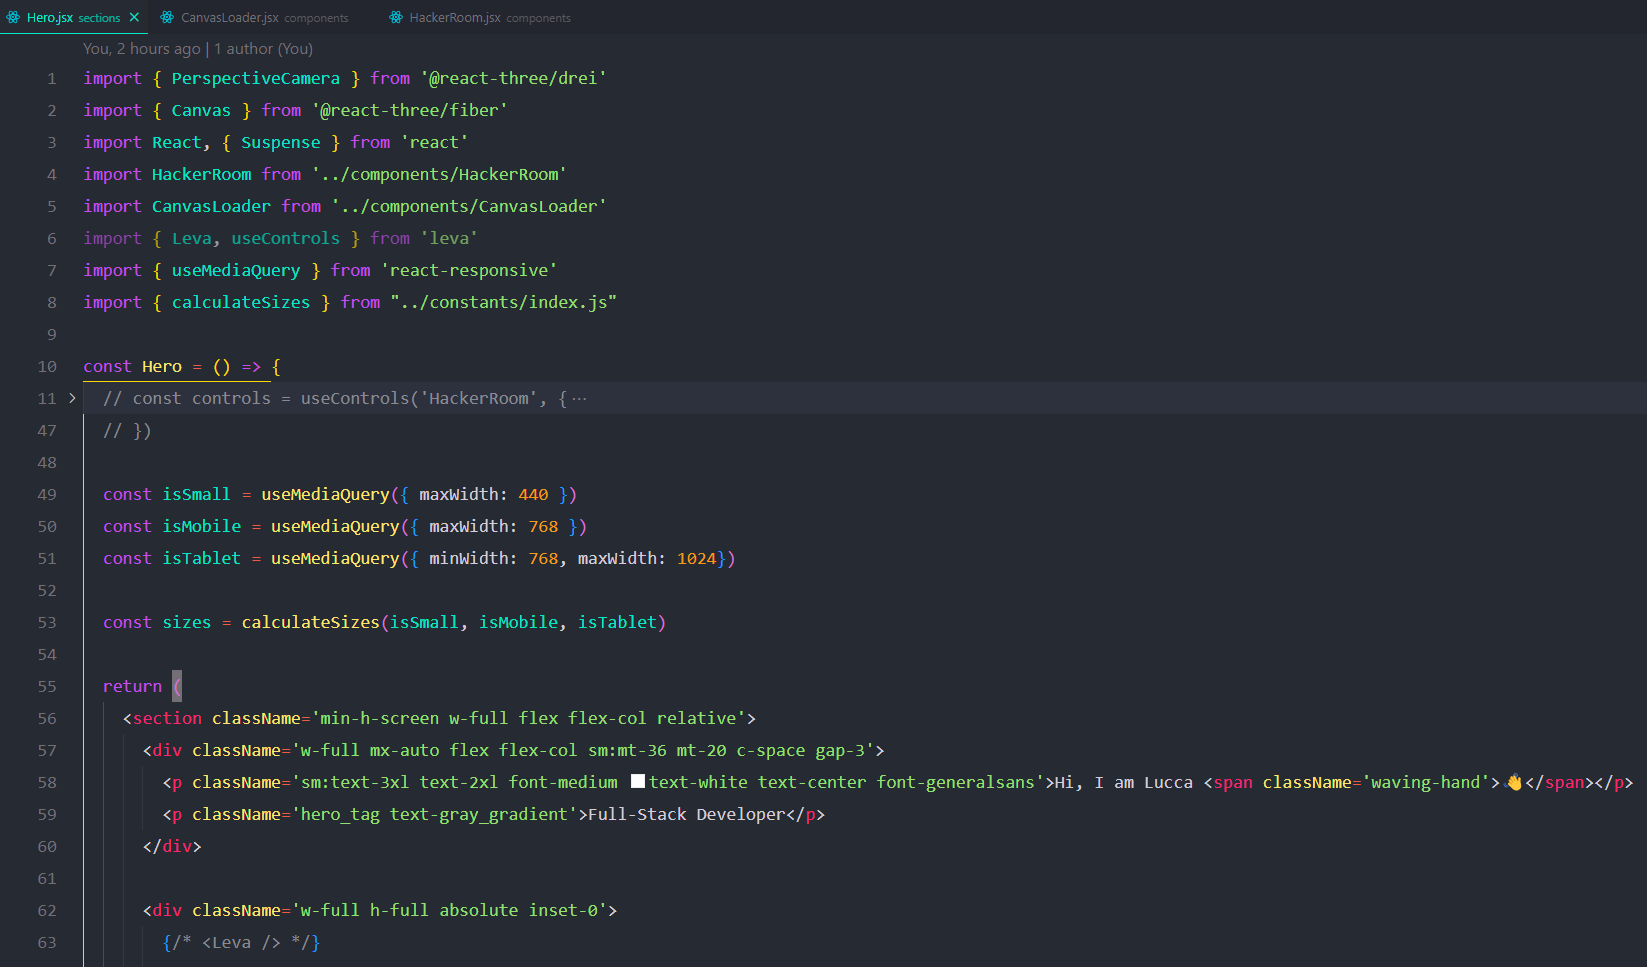 Hero.jsx sections × CanvasLoader.jsx components HackerRoom.jsx components
You, 2 hours ago | 1 author (You)
1 import { PerspectiveCamera } from '@react-three/drei'
2 import { Canvas } from '@react-three/fiber'
3 import React, { Suspense } from 'react'
4 import HackerRoom from '../components/HackerRoom'
5 import CanvasLoader from '../components/CanvasLoader'
6 import { Leva, useControls } from 'leva'
7 import { useMediaQuery } from 'react-responsive'
8 import { calculateSizes } from "../constants/index.js"
9
10 const Hero = () => {
11 > // const controls = useControls('HackerRoom', {···
47 // })
48
49 const isSmall = useMediaQuery({ maxWidth: 440 })
50 const isMobile = useMediaQuery({ maxWidth: 768 })
51 const isTablet = useMediaQuery({ minWidth: 768, maxWidth: 1024})
52
53 const sizes = calculateSizes(isSmall, isMobile, isTablet)
54
55 return (
56 <section className='min-h-screen w-full flex flex-col relative'>
57 <div className='w-full mx-auto flex flex-col sm:mt-36 mt-20 c-space gap-3'>
58 <p className='sm:text-3xl text-2xl font-medium text-white text-center font-generalsans'>Hi, I am Lucca <span className='waving-hand'>👋</span></p>
59 <p className='hero_tag text-gray_gradient'>Full-Stack Developer</p>
60 </div>
61
62 <div className='w-full h-full absolute inset-0'>
63 {/* <Leva /> */}